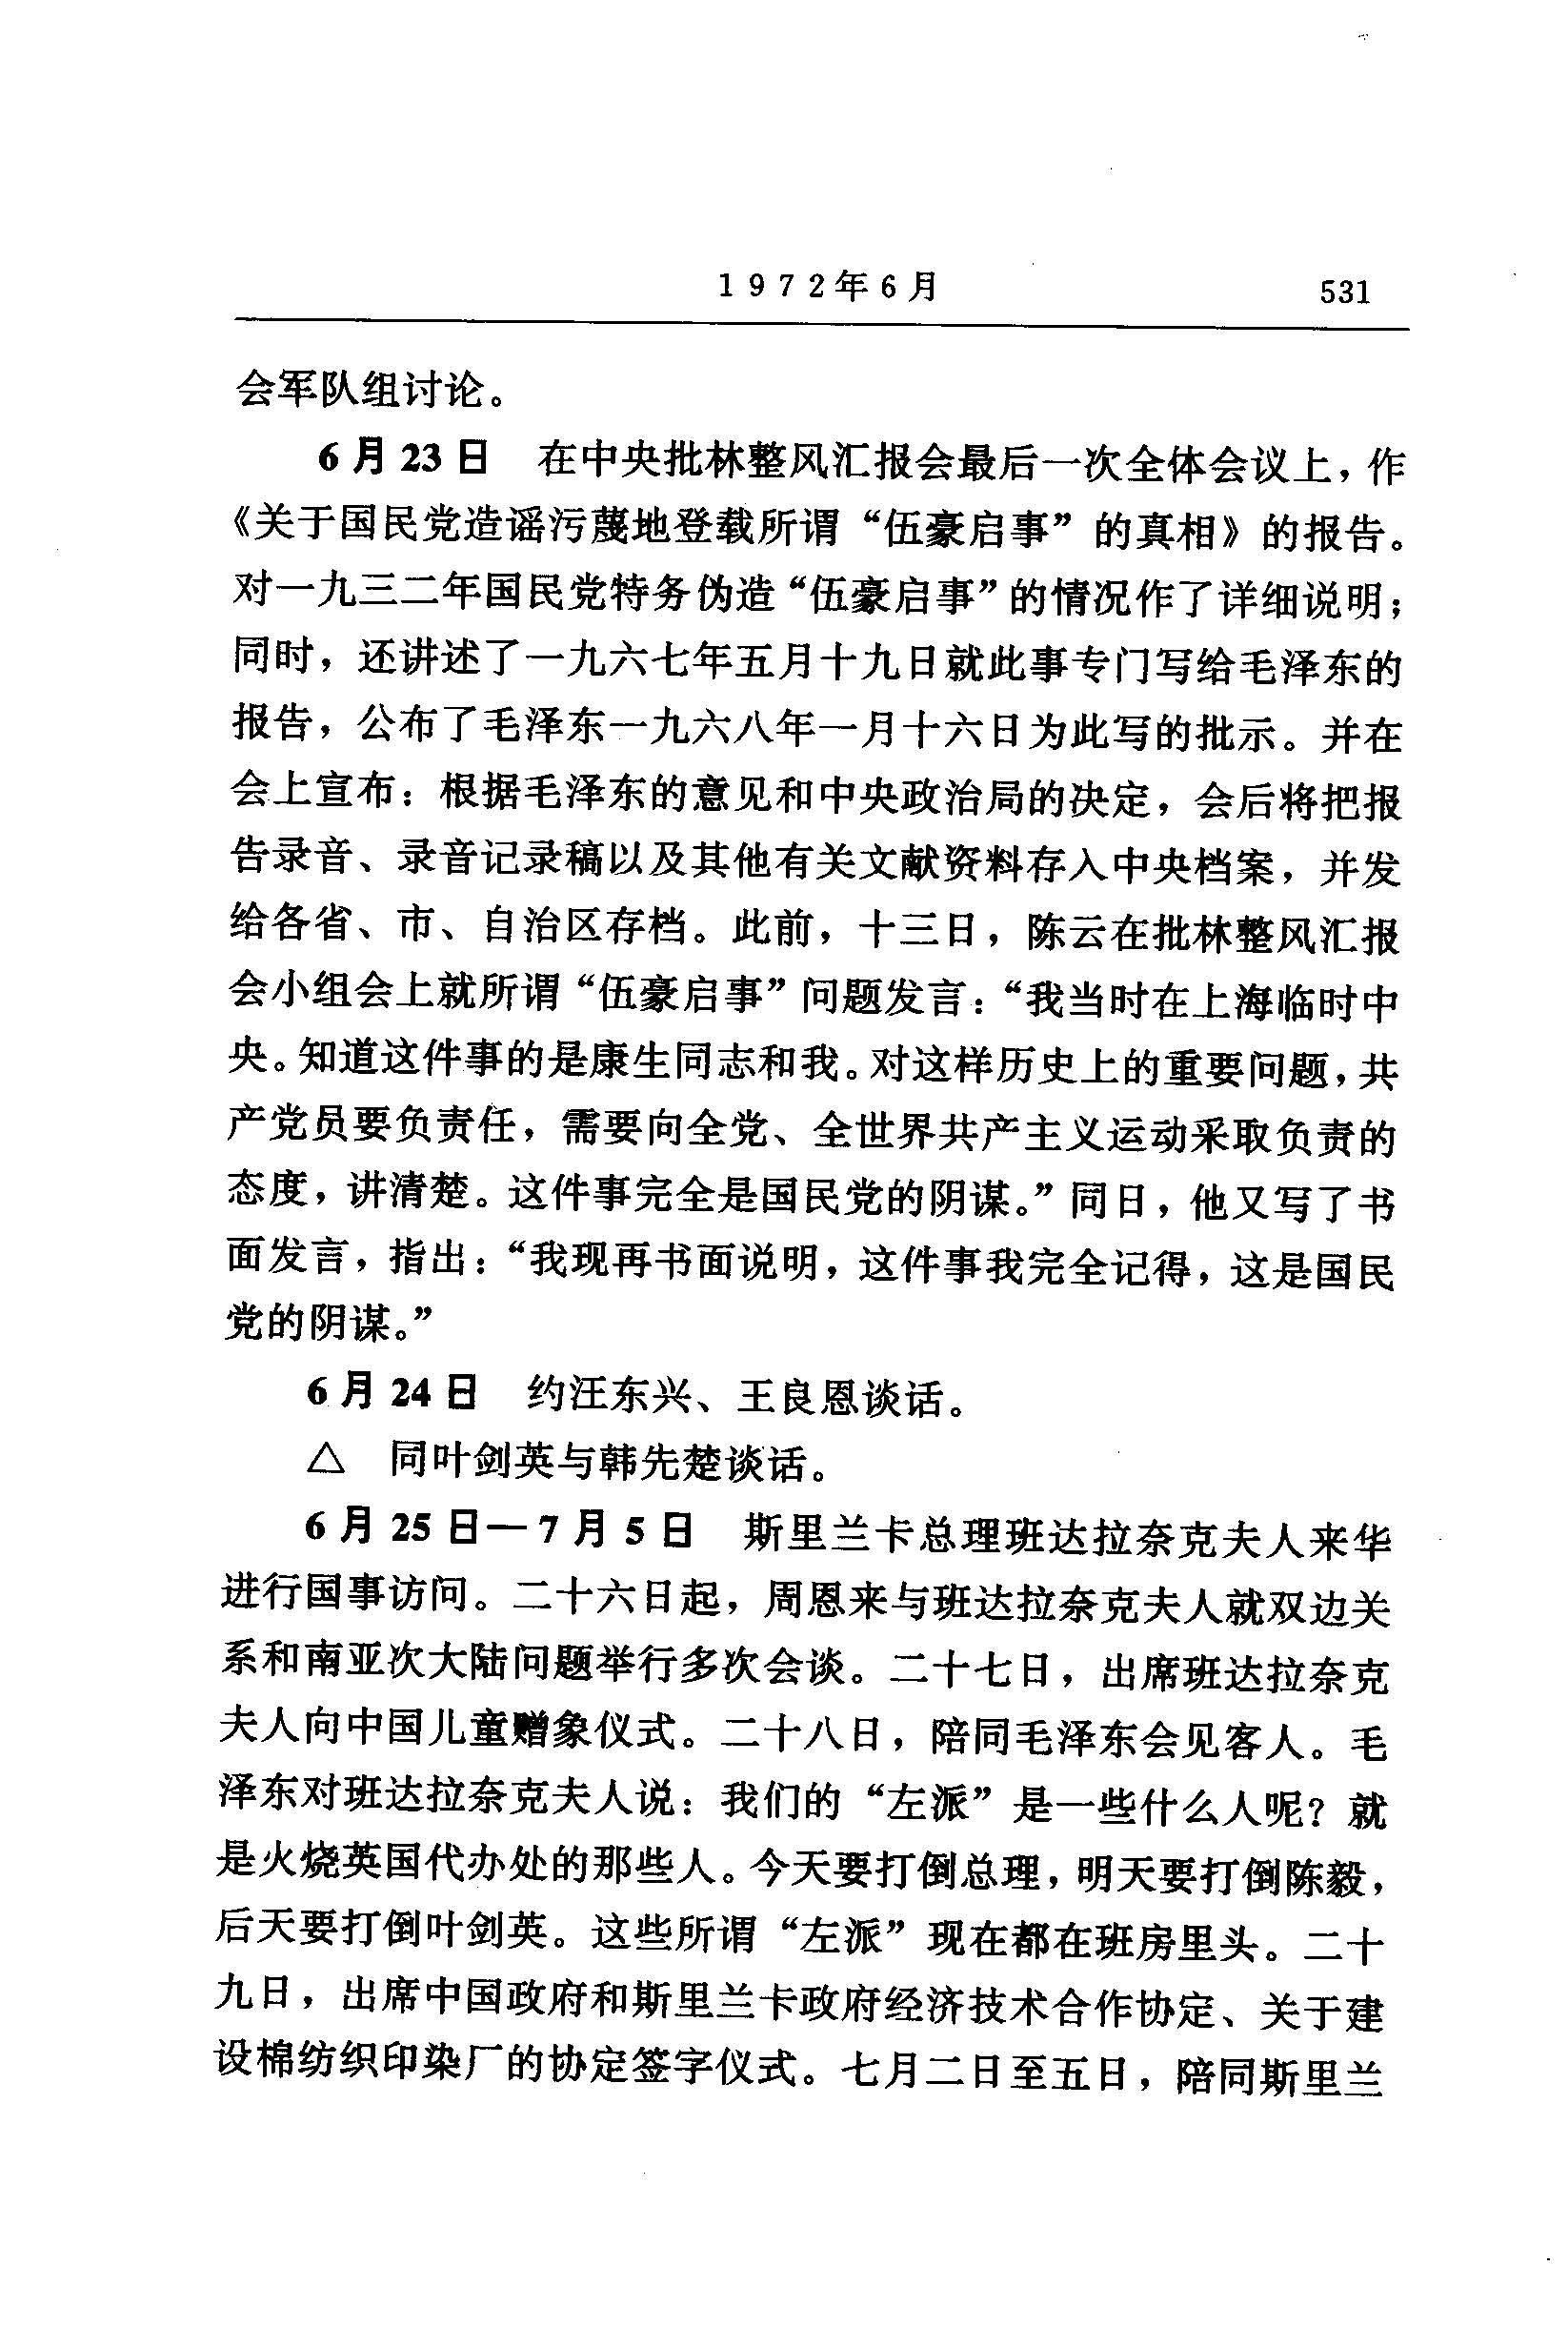 1972年6月 531
会军队组讨论。
6月23日 在中央批林整风汇报会最后一次全体会议上，作
《关于国民党造谣污蔑地登载所谓“伍豪启事”的真相》的报告。
对一九三二年国民党特务伪造“伍豪启事”的情况作了详细说明；
同时，还讲述了一九六七年五月十九日就此事专门写给毛泽东的
报告，公布了毛泽东一九六八年一月十六日为此写的批示。并在
会上宣布：根据毛泽东的意见和中央政治局的决定，会后将把报
告录音、录音记录稿以及其他有关文献资料存入中央档案，并发
给各省、市、自治区存档。此前，十三日，陈云在批林整风汇报
会小组会上就所谓“伍豪启事”问题发言：“我当时在上海临时中
央。知道这件事的是康生同志和我。对这样历史上的重要问题，共
产党员要负责任，需要向全党、全世界共产主义运动采取负责的
态度，讲清楚。这件事完全是国民党的阴谋。”同日，他又写了书
面发言，指出：“我现再书面说明，这件事我完全记得，这是国民
党的阴谋。”
6月24日 约汪东兴、王良恩谈话。
△ 同叶剑英与韩先楚谈话。
6月25日—7月5日 斯里兰卡总理班达拉奈克夫人来华
进行国事访问。二十六日起，周恩来与班达拉奈克夫人就双边关
系和南亚次大陆问题举行多次会谈。二十七日，出席班达拉奈克
夫人向中国儿童赠象仪式。二十八日，陪同毛泽东会见客人。毛
泽东对班达拉奈克夫人说：我们的“左派”是一些什么人呢？就
是火烧英国代办处的那些人。今天要打倒总理，明天要打倒陈毅，
后天要打倒叶剑英。这些所谓“左派”现在都在班房里头。二十
九日，出席中国政府和斯里兰卡政府经济技术合作协定、关于建
设棉纺织印染厂的协定签字仪式。七月二日至五日，陪同斯里兰